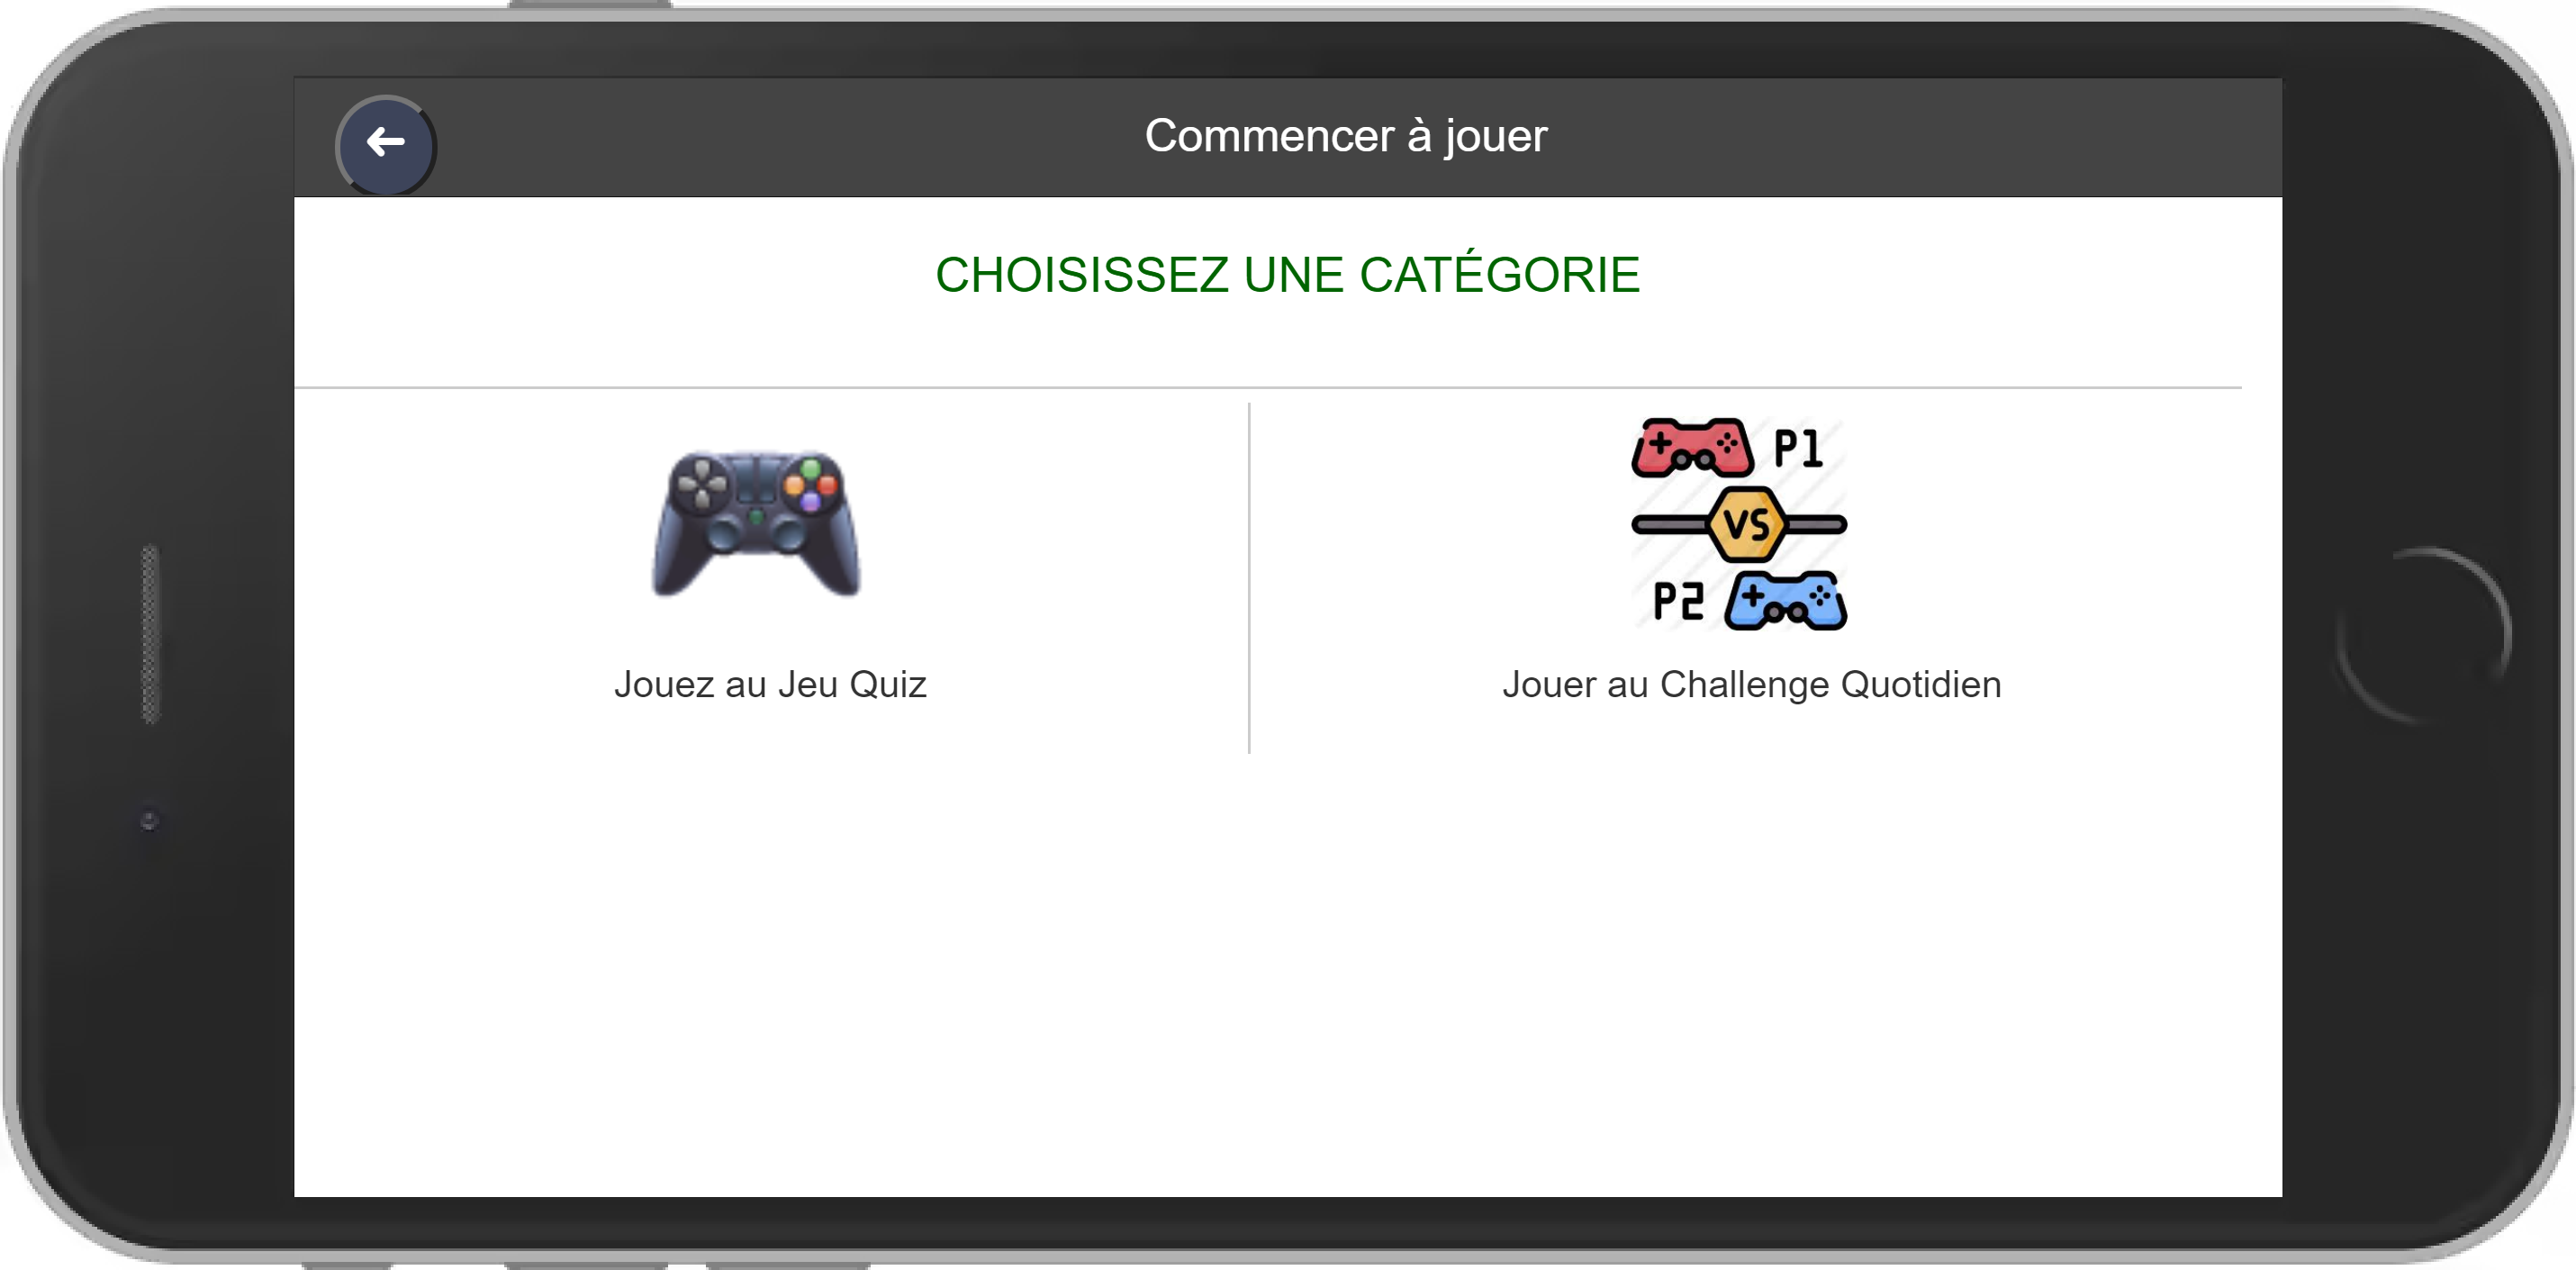 Commencer à jouer
CHOISISSEZ UNE CATÉGORIE
P1
VS
P2
Jouez au Jeu Quiz
Jouer au Challenge Quotidien